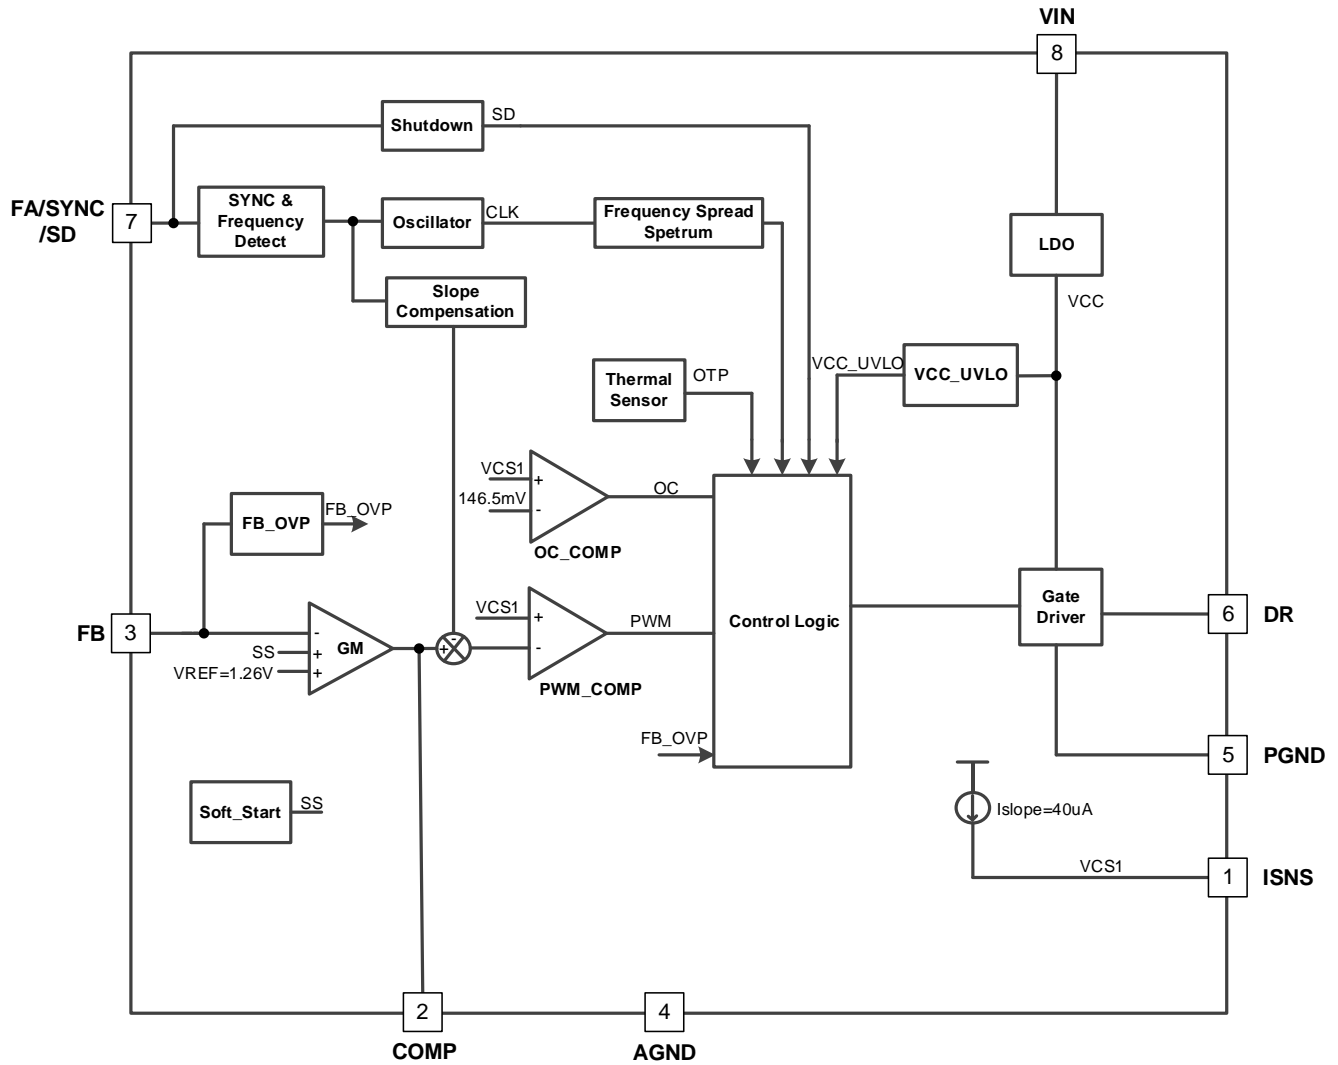 VIN
8
Shutdown
SD
FA/SYNC
/SD
7
SYNC &
Frequency
Detect
Oscillator
CLK
Frequency Spread
Spetrum
LDO
VCC
Slope
Compensation
Thermal
Sensor
OTP
VCC_UVLO
VCC_UVLO
VCS1
+
146.5mV
-
OC
OC_COMP
FB_OVP
FB_OVP
FB
3
-
SS
+
VREF=1.26V
+
GM
+
-
VCS1
+
-
PWM
PWM_COMP
Control Logic
Gate
Driver
6
DR
FB_OVP
5
PGND
Soft_Start
SS
Islope=40uA
VCS1
1
ISNS
2
COMP
4
AGND